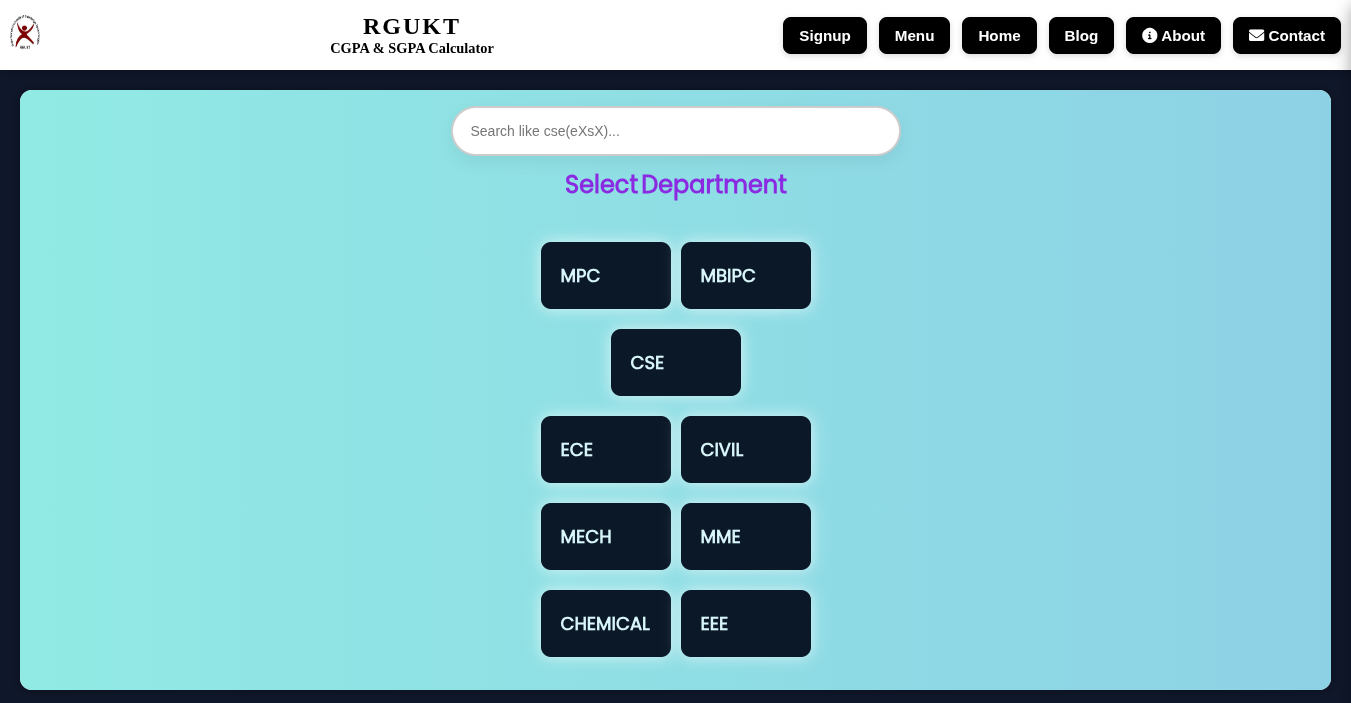 RGUKT
CGPA & SGPA Calculator
Signup
Menu
Home
Blog
About
Contact
Search like cse(eXsX)...
Select Department
MPC
MBIPC
CSE
ECE
CIVIL
MECH
MME
CHEMICAL
EEE